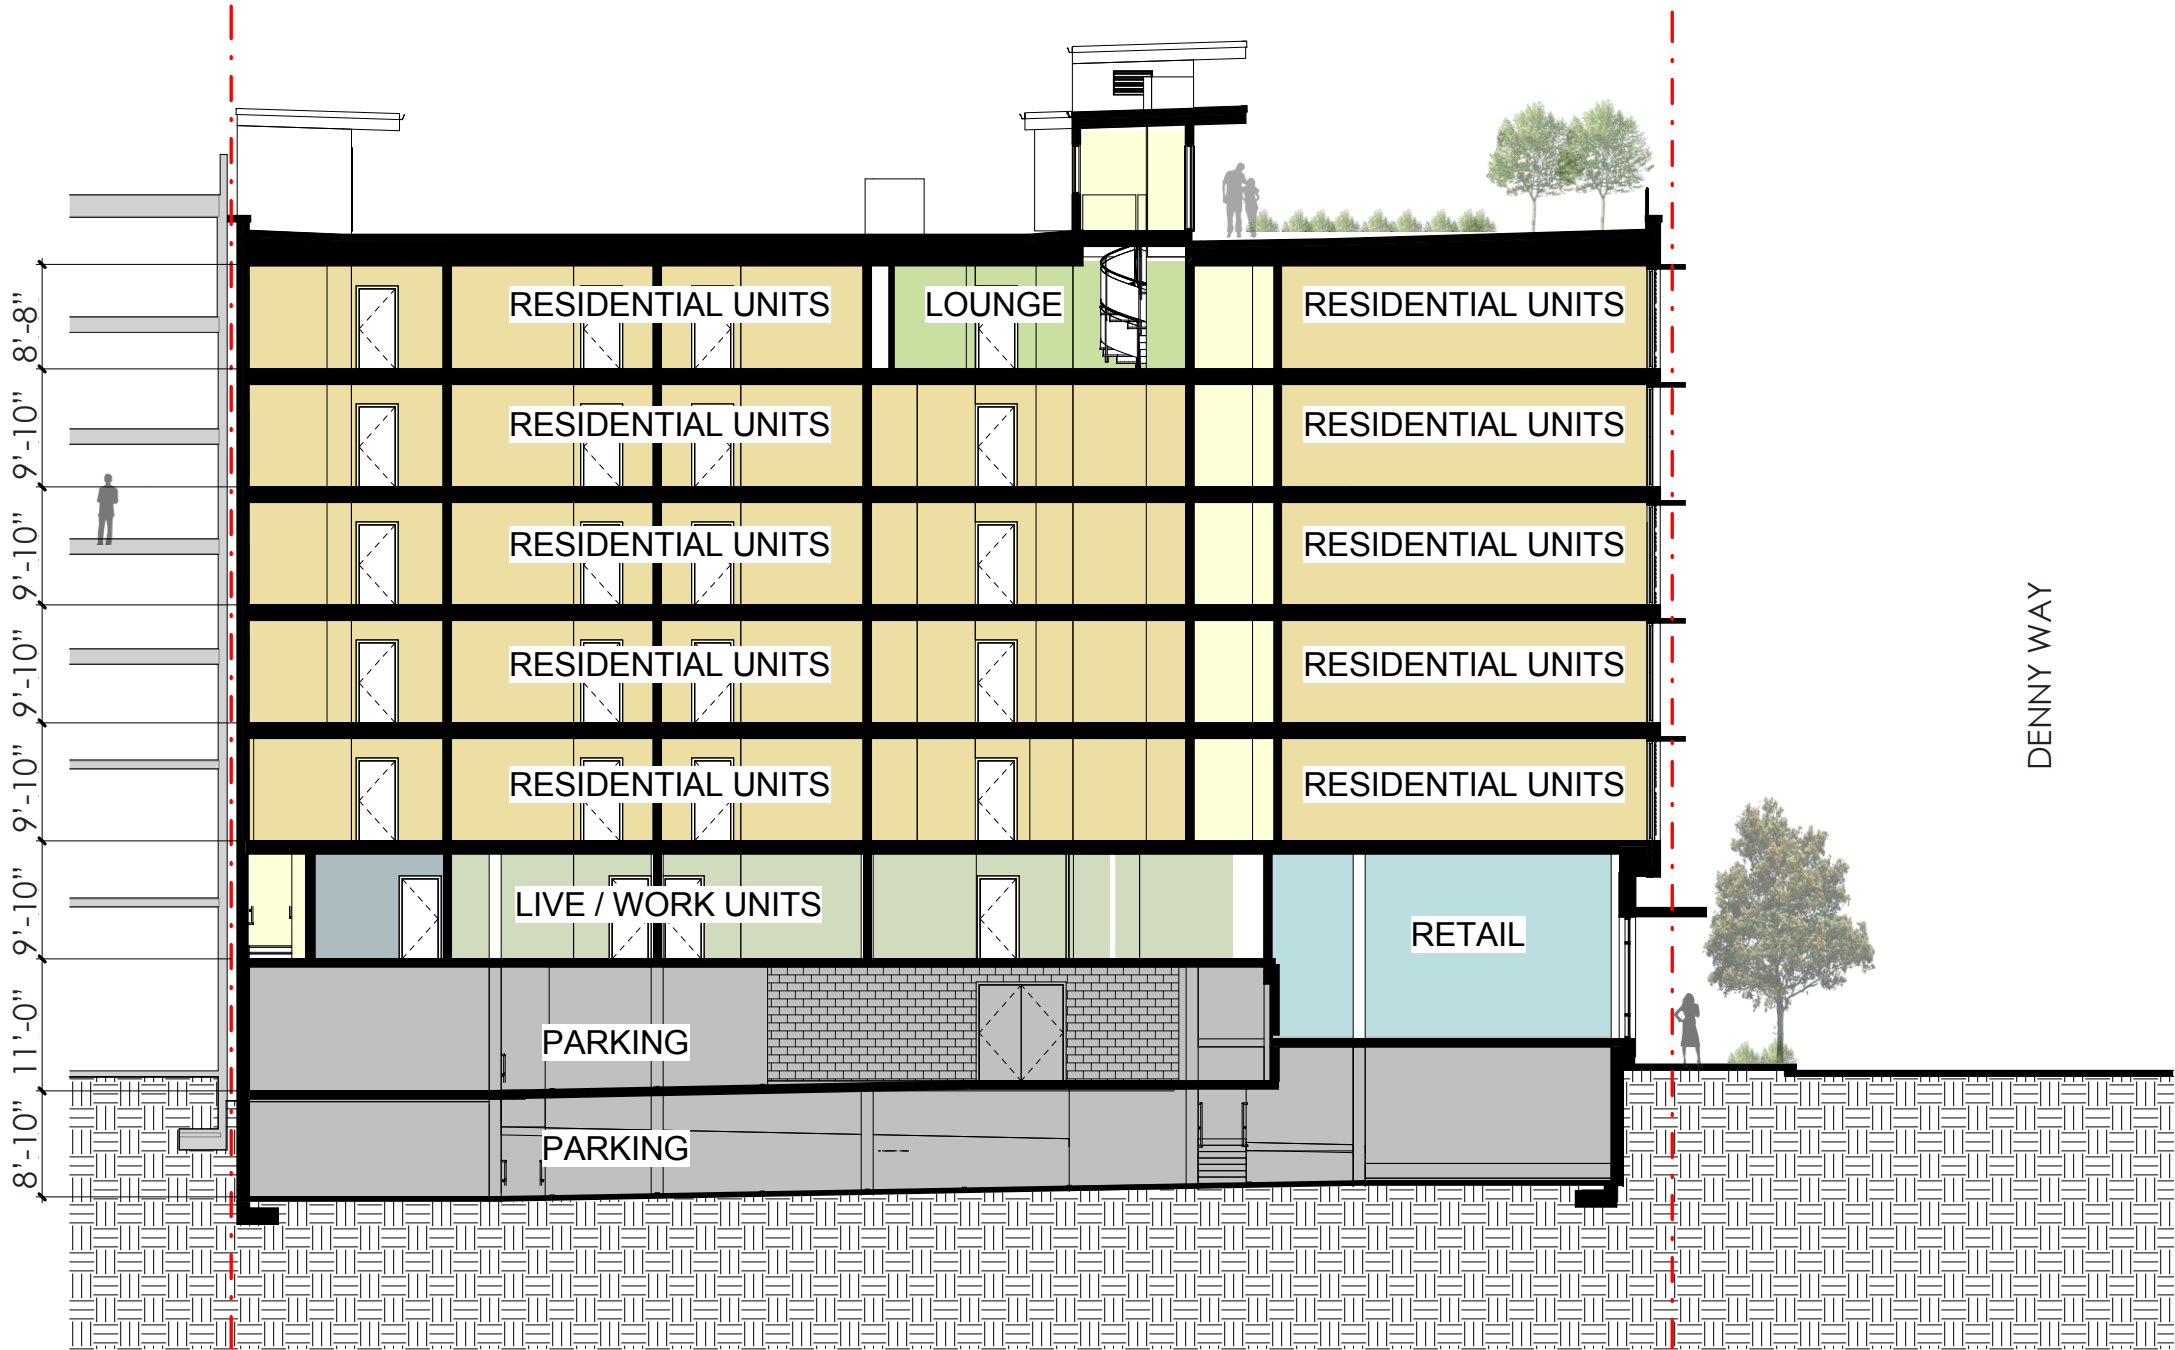 8'-8"
RESIDENTIAL UNITS
LOUNGE
RESIDENTIAL UNITS
9'-10"
RESIDENTIAL UNITS
RESIDENTIAL UNITS
9'-10"
RESIDENTIAL UNITS
RESIDENTIAL UNITS
9'-10"
RESIDENTIAL UNITS
RESIDENTIAL UNITS
DENNY WAY
9'-10"
RESIDENTIAL UNITS
RESIDENTIAL UNITS
9'-10"
LIVE / WORK UNITS
RETAIL
11'-0"
PARKING
8'-10"
PARKING